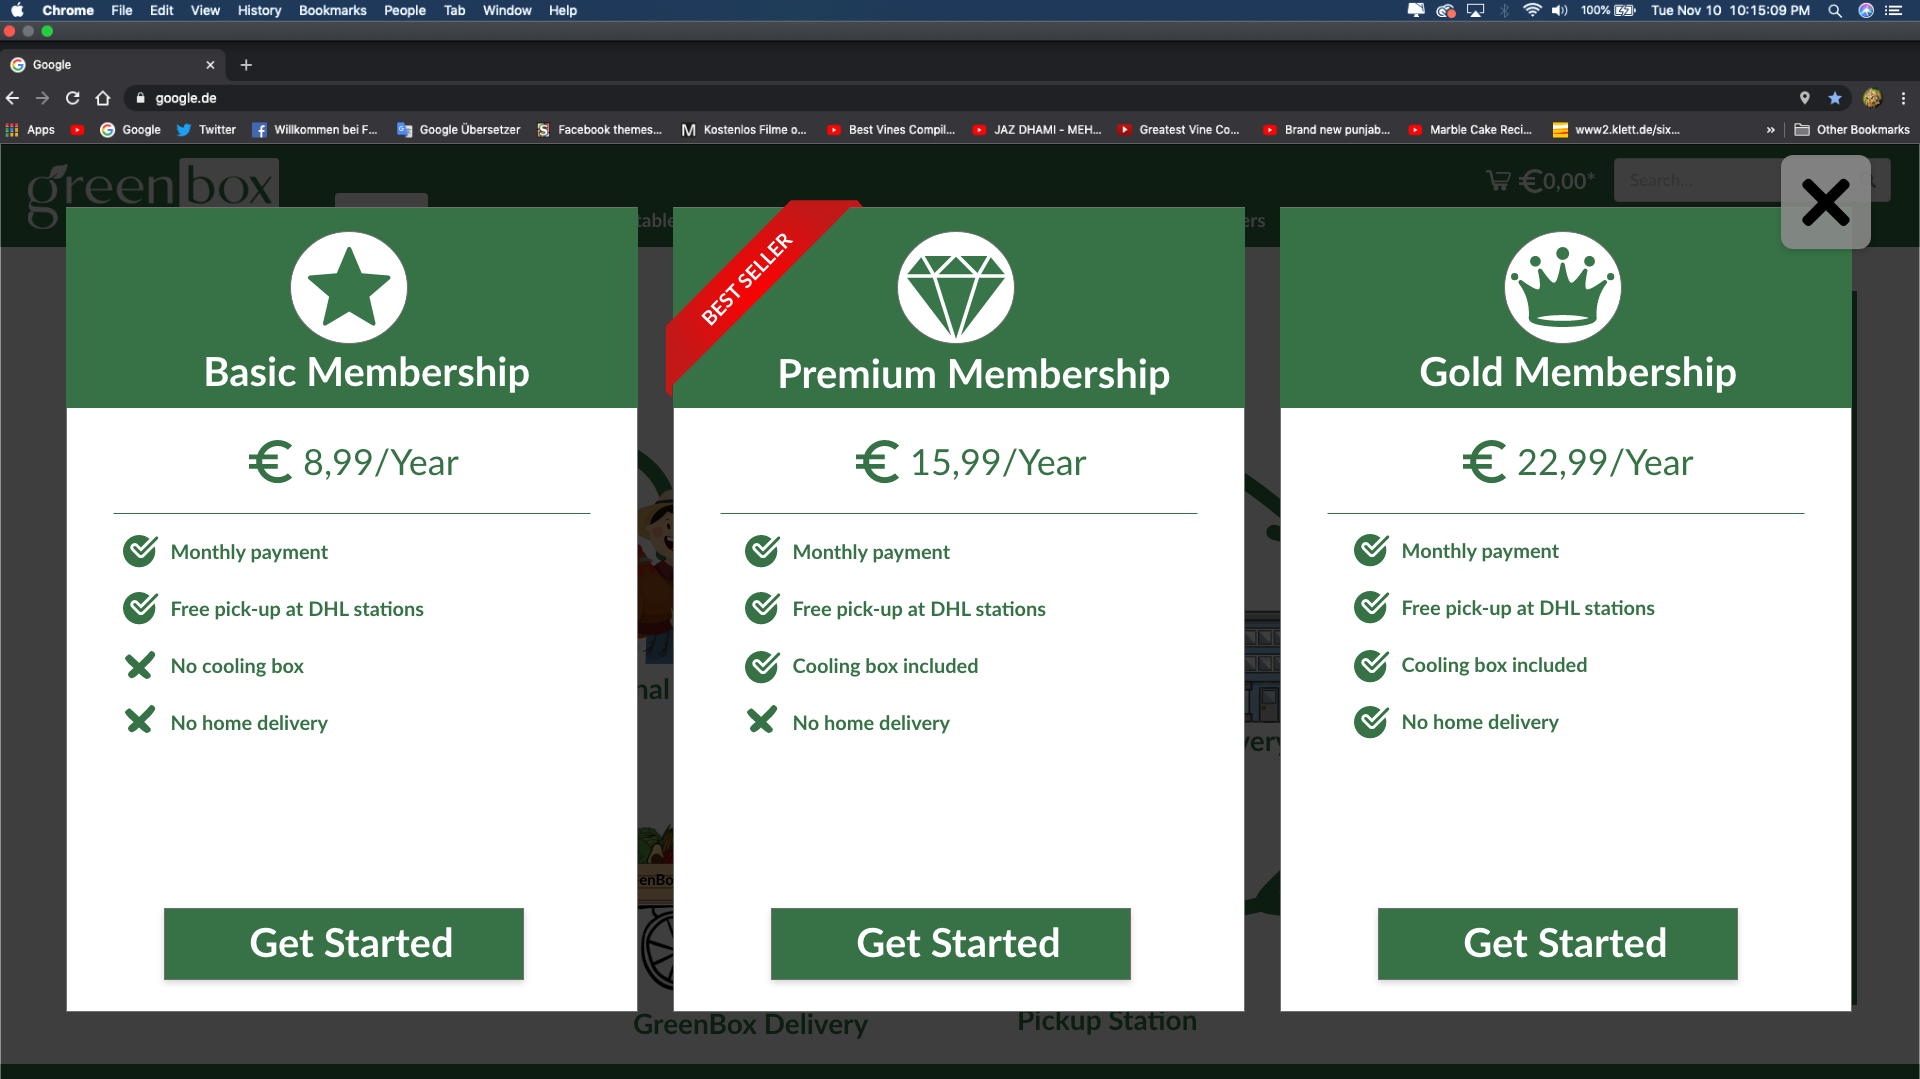 Chrome File Edit View History Bookmarks People Tab Window Help
100% Tue Nov 10 10:15:09 PM
Google
google.de
Apps Google Twitter Willkommen bei F... Google Übersetzer Facebook themes... Kostenlos Filme o... Best Vines Compil... JAZ DHAMI - MEH... Greatest Vine Co... Brand new punjab... Marble Cake Reci... www2.klett.de/six... » Other Bookmarks
greenbox
€0,00*
Search...
BEST SELLER
Basic Membership
€ 8,99/Year
Monthly payment
Free pick-up at DHL stations
No cooling box
No home delivery
Get Started
Premium Membership
€ 15,99/Year
Monthly payment
Free pick-up at DHL stations
Cooling box included
No home delivery
Get Started
Gold Membership
€ 22,99/Year
Monthly payment
Free pick-up at DHL stations
Cooling box included
No home delivery
Get Started
GreenBox Delivery
Pickup Station